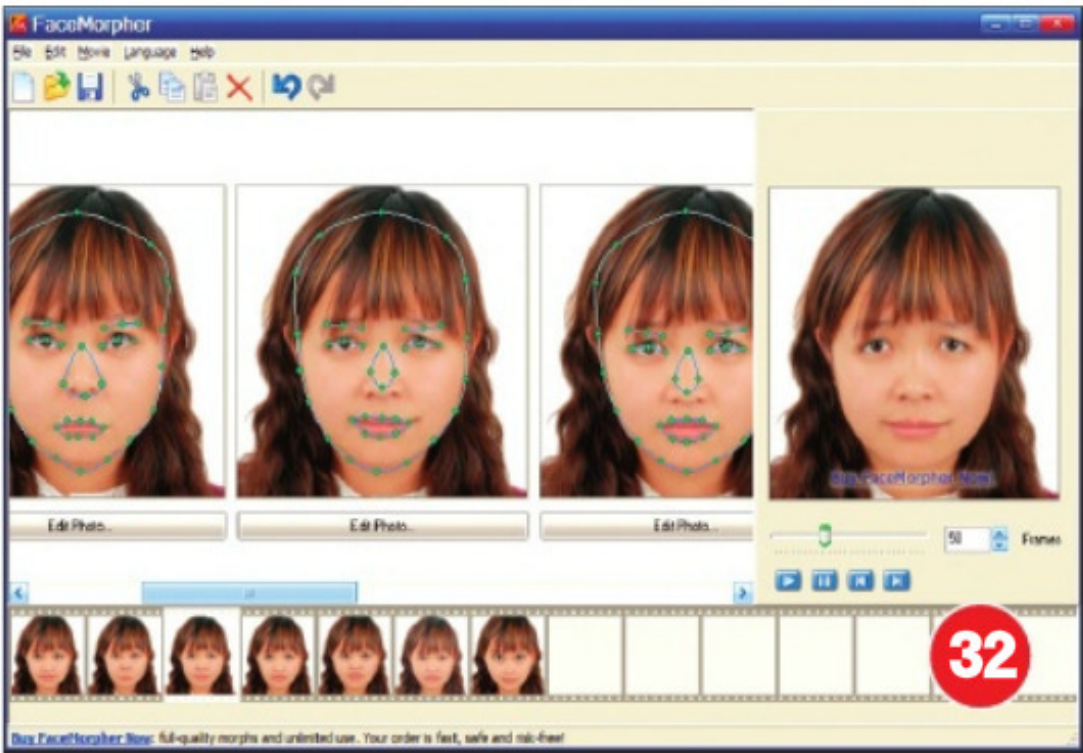 FaceMorpher
File Edit Movie Language Help
Edit Photo... Edit Photo... Edit Photo...
Buy FaceMorpher Now!
50 Frames
32
Buy FaceMorpher Now: full-quality morphs and unlimited use. Your order is fast, safe and risk-free!